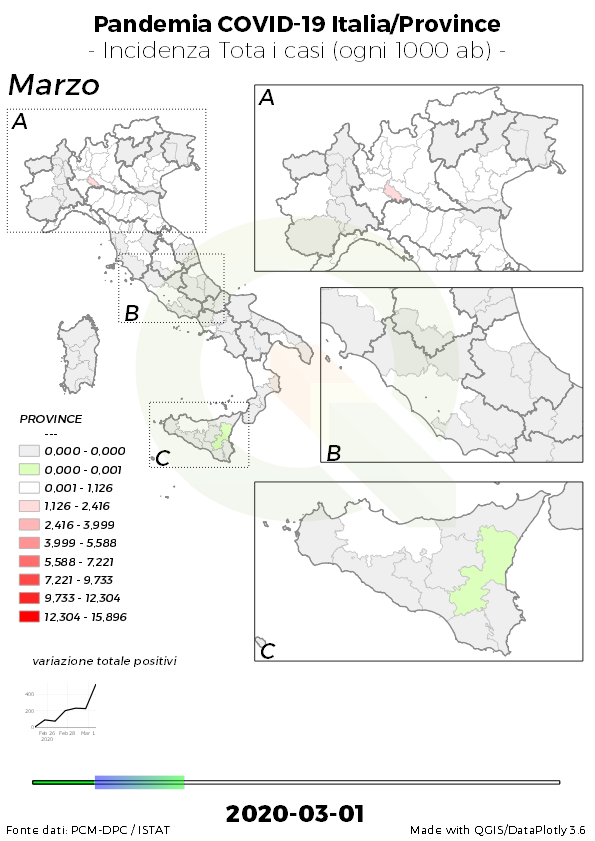 Pandemia COVID-19 Italia/Province
- Incidenza Tota i casi (ogni 1000 ab) -
Marzo
A
A
B
B
C
C
PROVINCE
---
0,000 - 0,000
0,000 - 0,001
0,001 - 1,126
1,126 - 2,416
2,416 - 3,999
3,999 - 5,588
5,588 - 7,221
7,221 - 9,733
9,733 - 12,304
12,304 - 15,896
variazione totale positivi
400
200
0
Feb 26 Feb 28 Mar 1
2020
2020-03-01
Fonte dati: PCM-DPC / ISTAT
Made with QGIS/DataPlotly 3.6